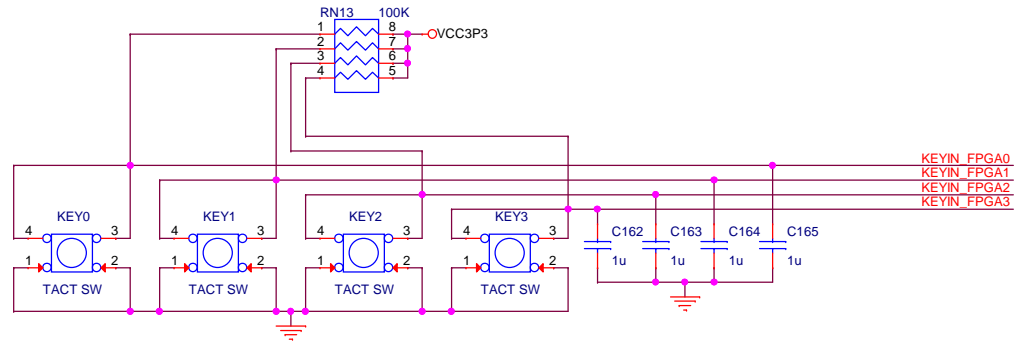 RN13 100K
1 8 VCC3P3
2 7
3 6
4 5
KEYIN_FPGA0
KEYIN_FPGA1
KEYIN_FPGA2
KEYIN_FPGA3
KEY0 KEY1 KEY2 KEY3
4 3 4 3 4 3 4 3
C162 C163 C164 C165
1u 1u 1u 1u
1 2 1 2 1 2 1 2
TACT SW TACT SW TACT SW TACT SW